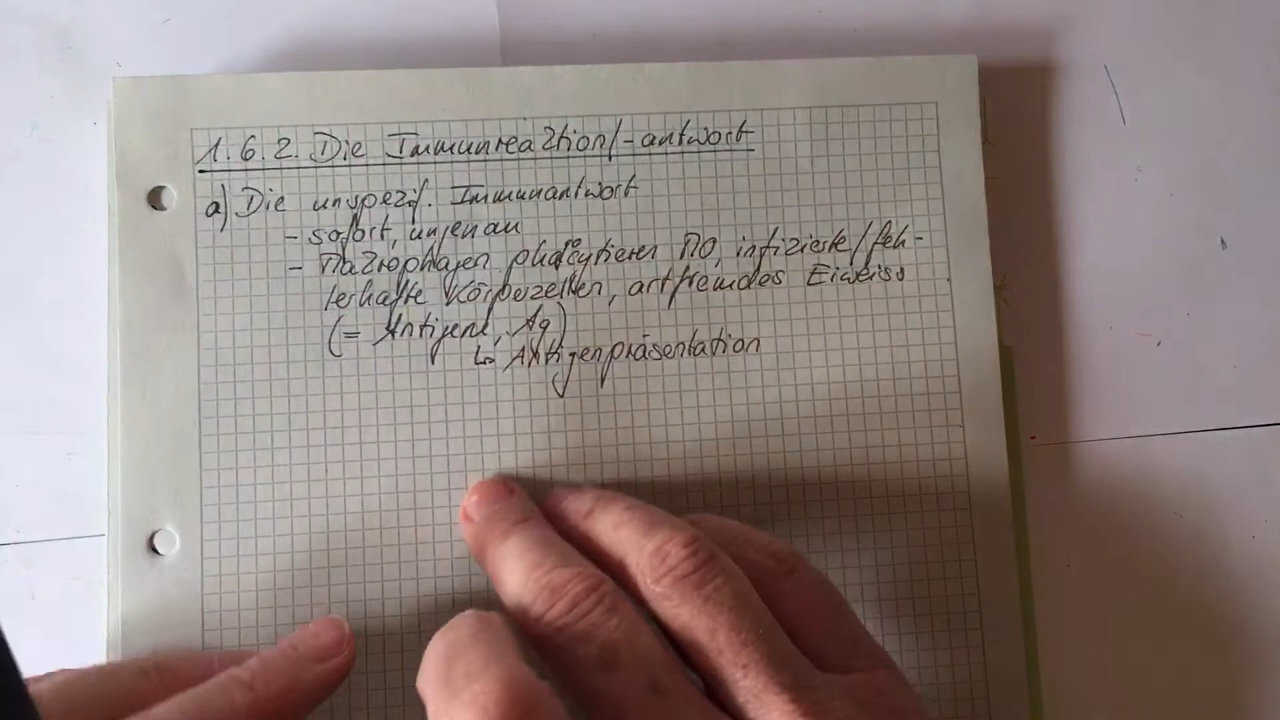 1.6.2. Die Immunreaktion/-antwort
a) Die unspezif. Immunantwort
- sofort, ungenau
- Makrophagen phagocytieren MO, infizierte/feh-
lerhafte Körperzellen, artfremdes Eiweiss
(= Antigene, Ag)
↳ Antigenpräsentation